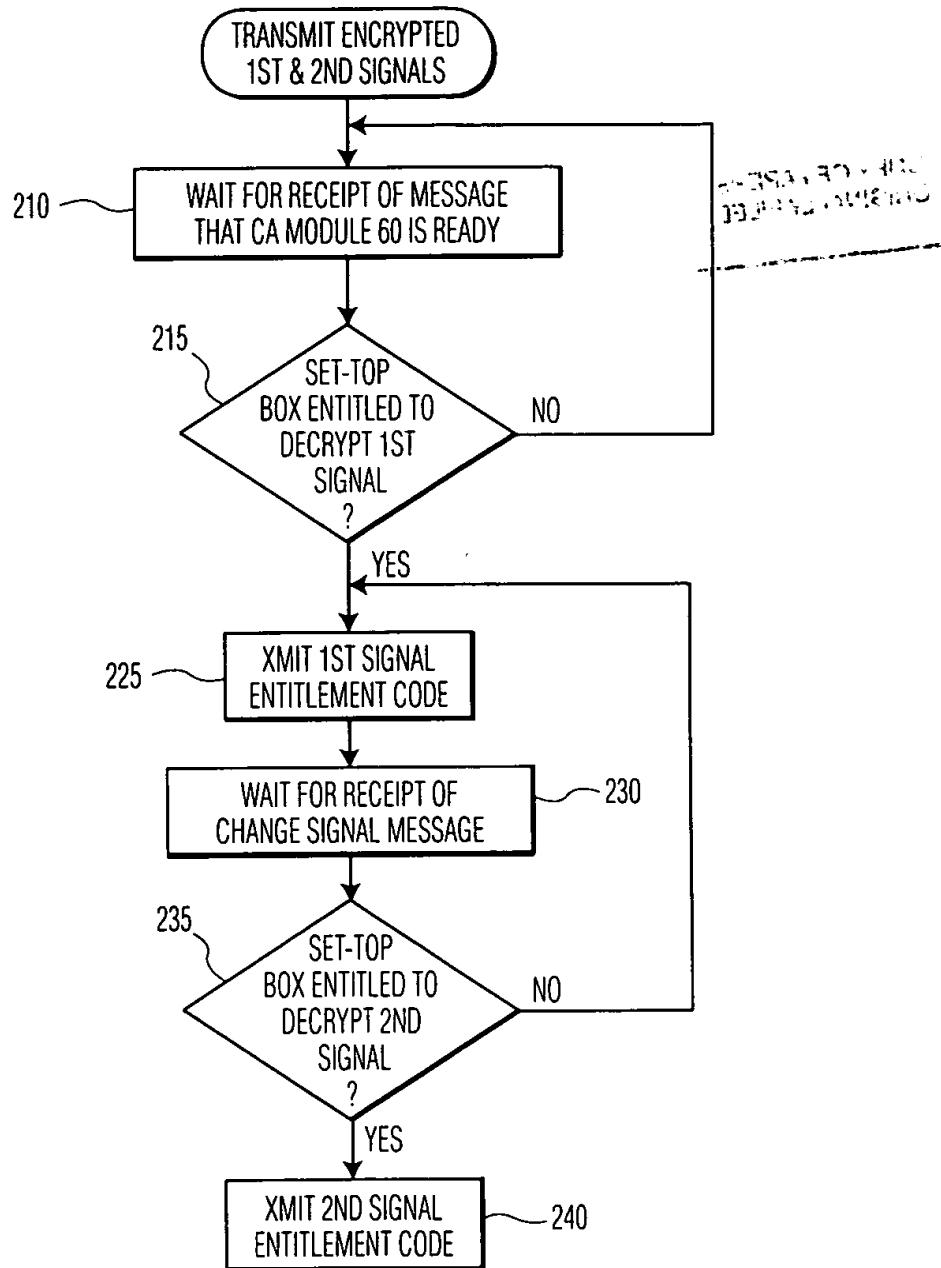 TRANSMIT ENCRYPTED
1ST & 2ND SIGNALS
210
WAIT FOR RECEIPT OF MESSAGE
THAT CA MODULE 60 IS READY
215
SET-TOP
BOX ENTITLED TO
DECRYPT 1ST
SIGNAL
?
NO
YES
225
XMIT 1ST SIGNAL
ENTITLEMENT CODE
WAIT FOR RECEIPT OF
CHANGE SIGNAL MESSAGE
230
235
SET-TOP
BOX ENTITLED TO
DECRYPT 2ND
SIGNAL
?
NO
YES
XMIT 2ND SIGNAL
ENTITLEMENT CODE
240